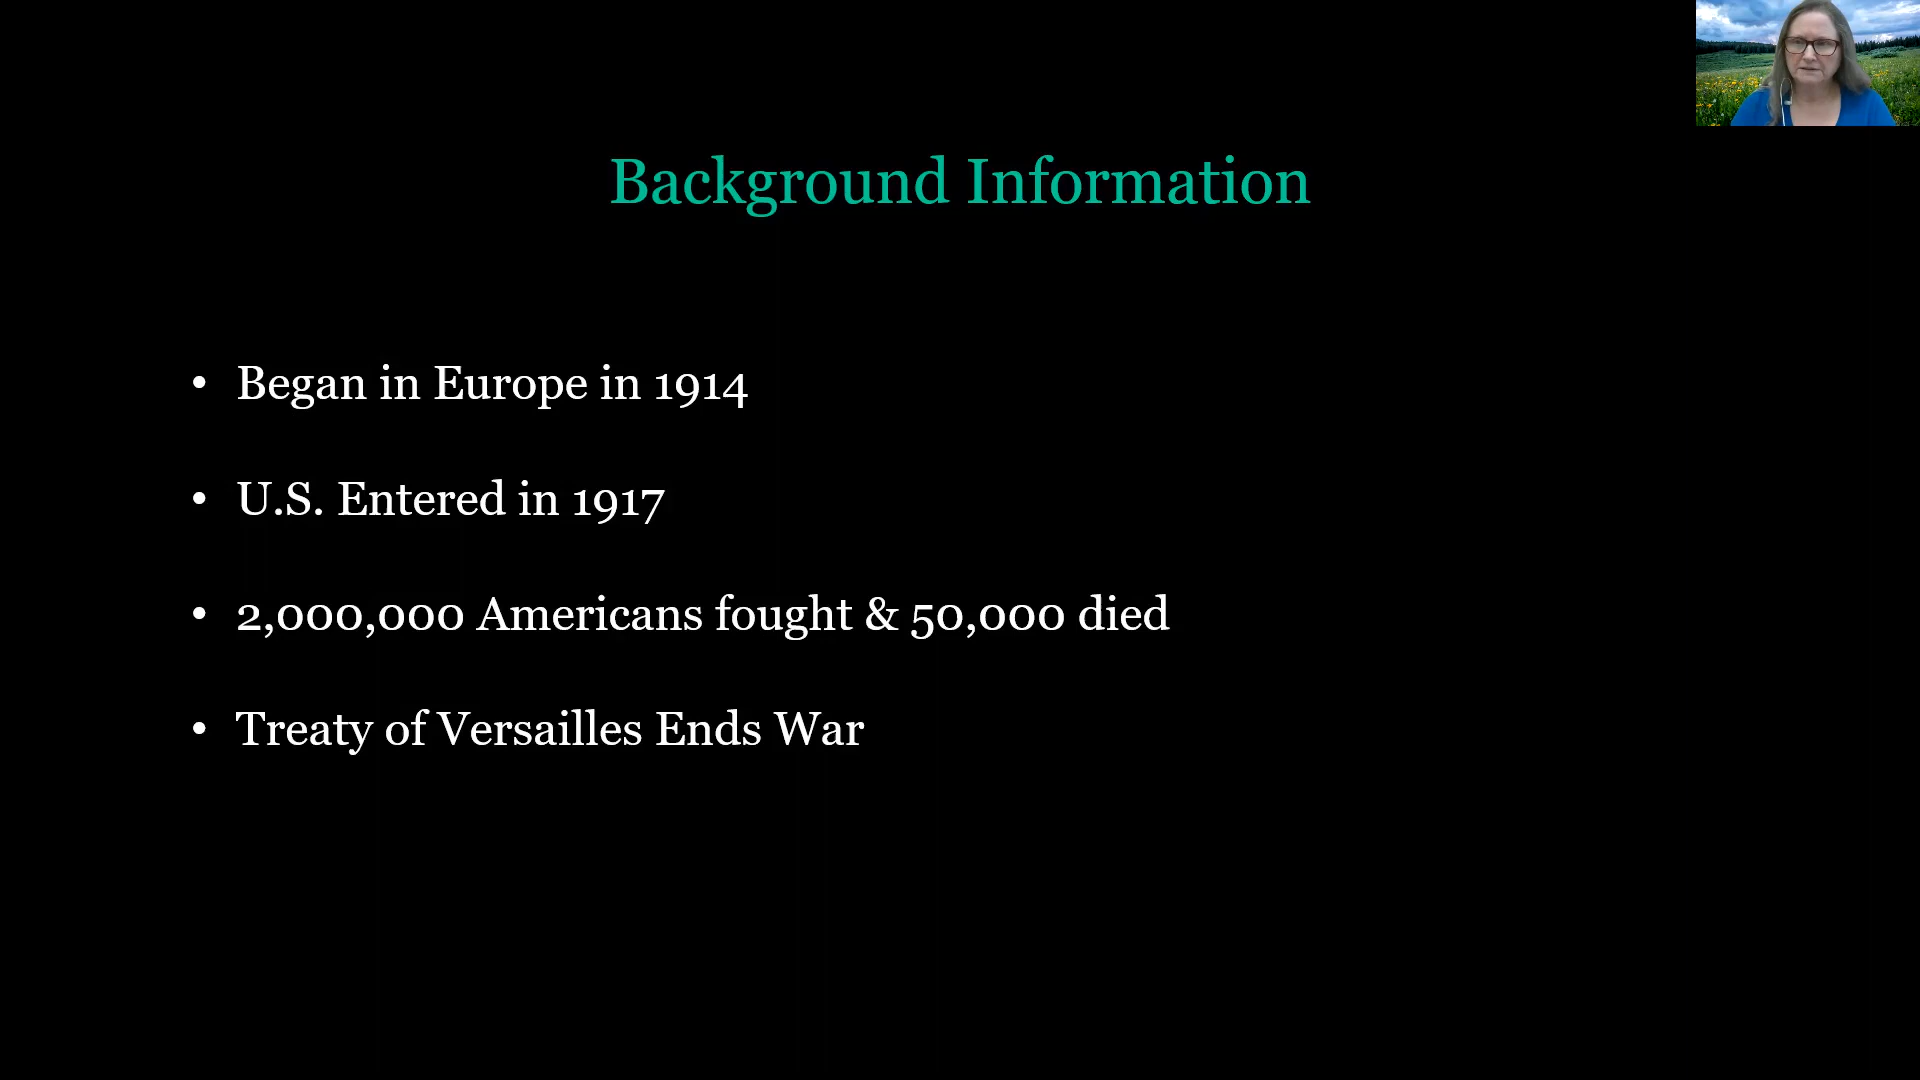 Background Information
• Began in Europe in 1914
• U.S. Entered in 1917
• 2,000,000 Americans fought & 50,000 died
• Treaty of Versailles Ends War